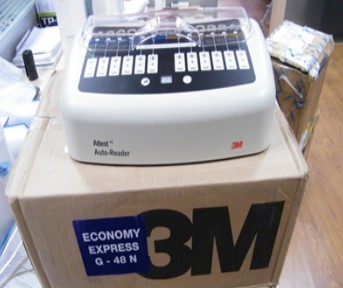 Attest™
Auto-Reader
3M
ECONOMY
EXPRESS
G - 48 N
3M